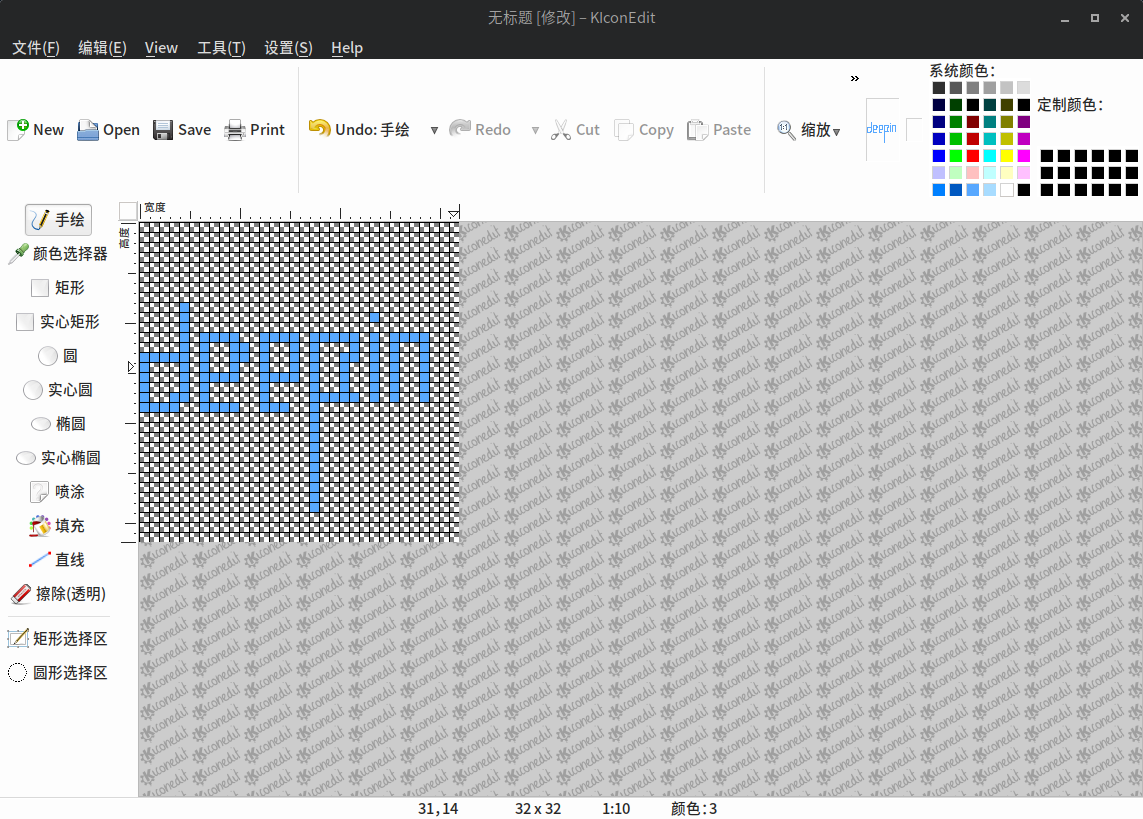 无标题 [修改] – KIconEdit
文件(F) 编辑(E) View 工具(T) 设置(S) Help
New Open Save Print Undo: 手绘 Redo Cut Copy Paste 缩放 » deepin
系统颜色：
定制颜色：
手绘
颜色选择器
矩形
实心矩形
圆
实心圆
椭圆
实心椭圆
喷涂
填充
直线
擦除(透明)
矩形选择区
圆形选择区
宽度
高度
deepin
Kiconedit
31,14 32 x 32 1:10 颜色: 3